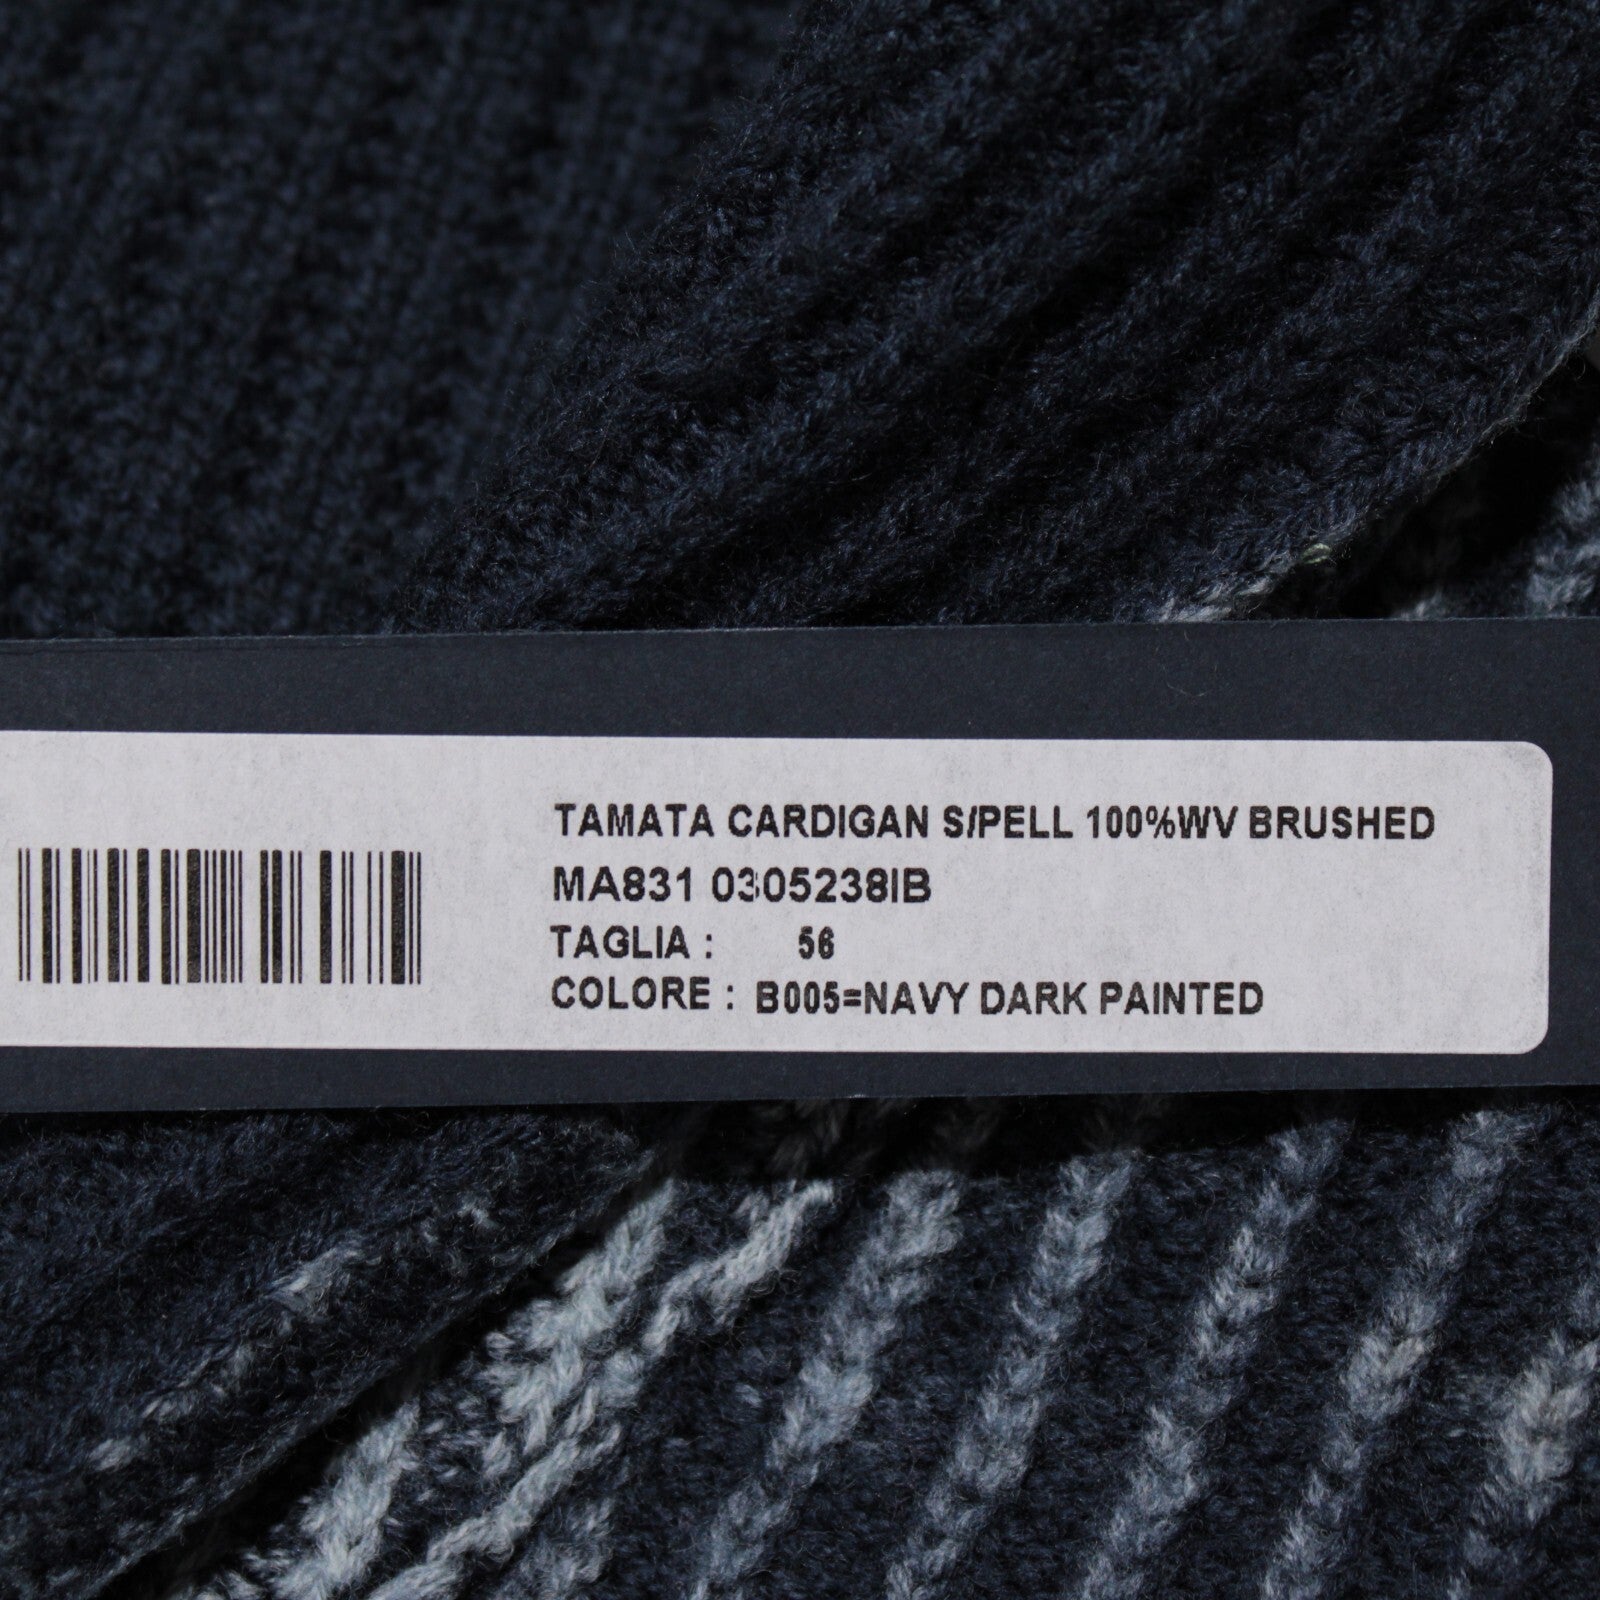 TAMATA CARDIGAN S/PELL 100%WV BRUSHED
MA831 0305238IB
TAGLIA : 56
COLORE : B005=NAVY DARK PAINTED